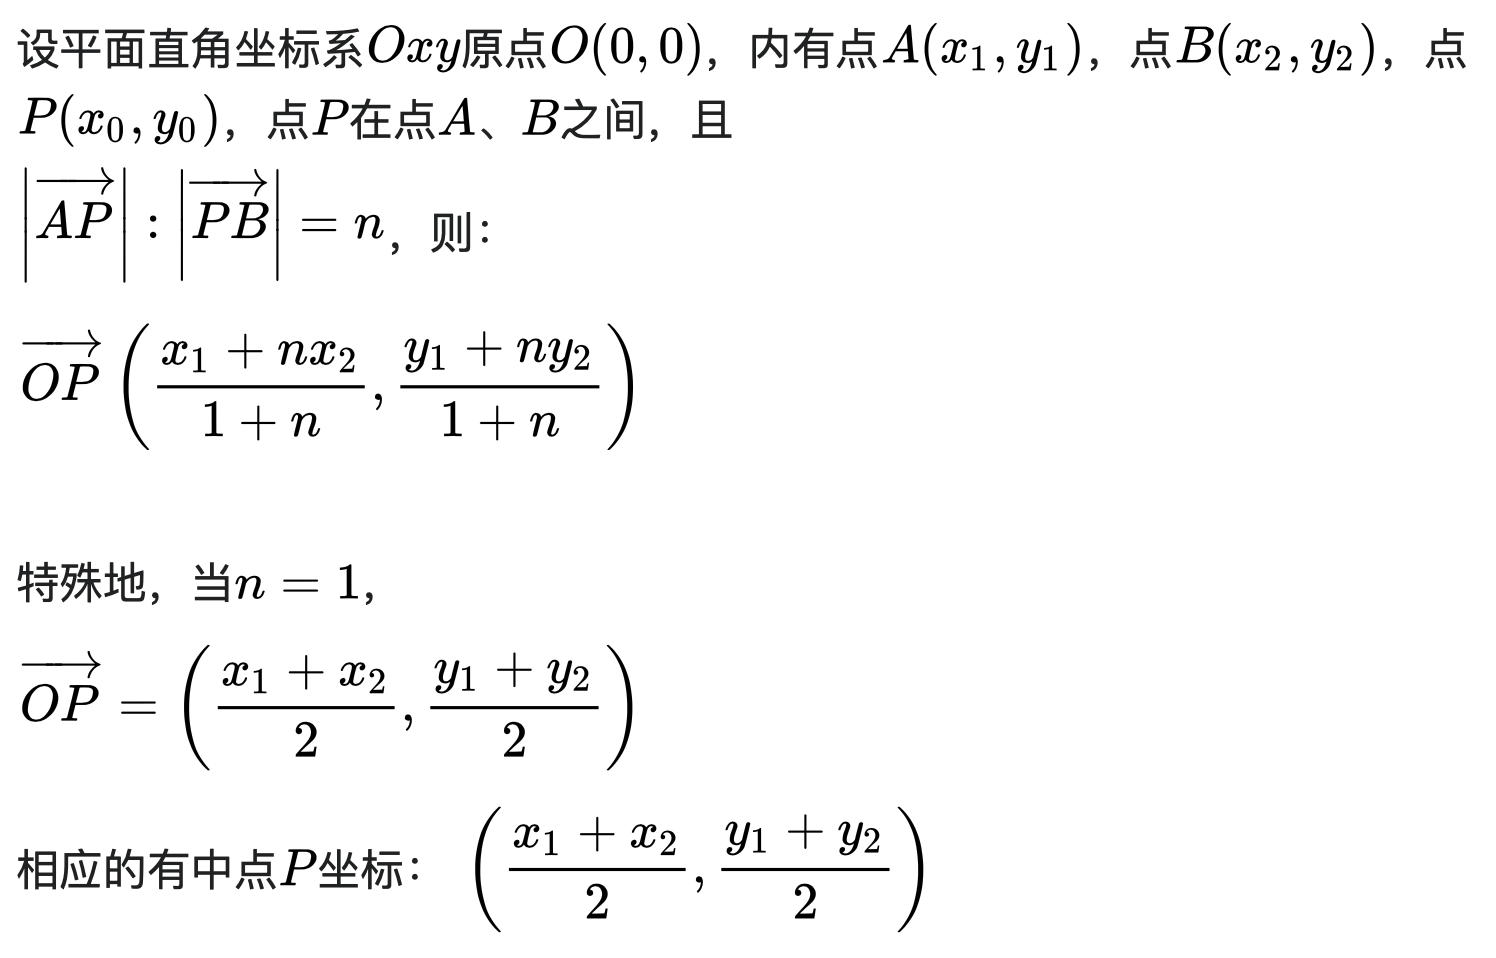 设平面直角坐标系$Oxy$原点$O(0,0)$，内有点$A(x_1,y_1)$，点$B(x_2,y_2)$，点
$P(x_0,y_0)$，点$P$在点$A$、$B$之间，且
$\left|\overrightarrow{AP}\right|:\left|\overrightarrow{PB}\right|=n$，则：
$\overrightarrow{OP}\left(\frac{x_1+nx_2}{1+n},\frac{y_1+ny_2}{1+n}\right)$
特殊地，当$n=1$，
$\overrightarrow{OP}=\left(\frac{x_1+x_2}{2},\frac{y_1+y_2}{2}\right)$
相应的有中点$P$坐标：$\left(\frac{x_1+x_2}{2},\frac{y_1+y_2}{2}\right)$